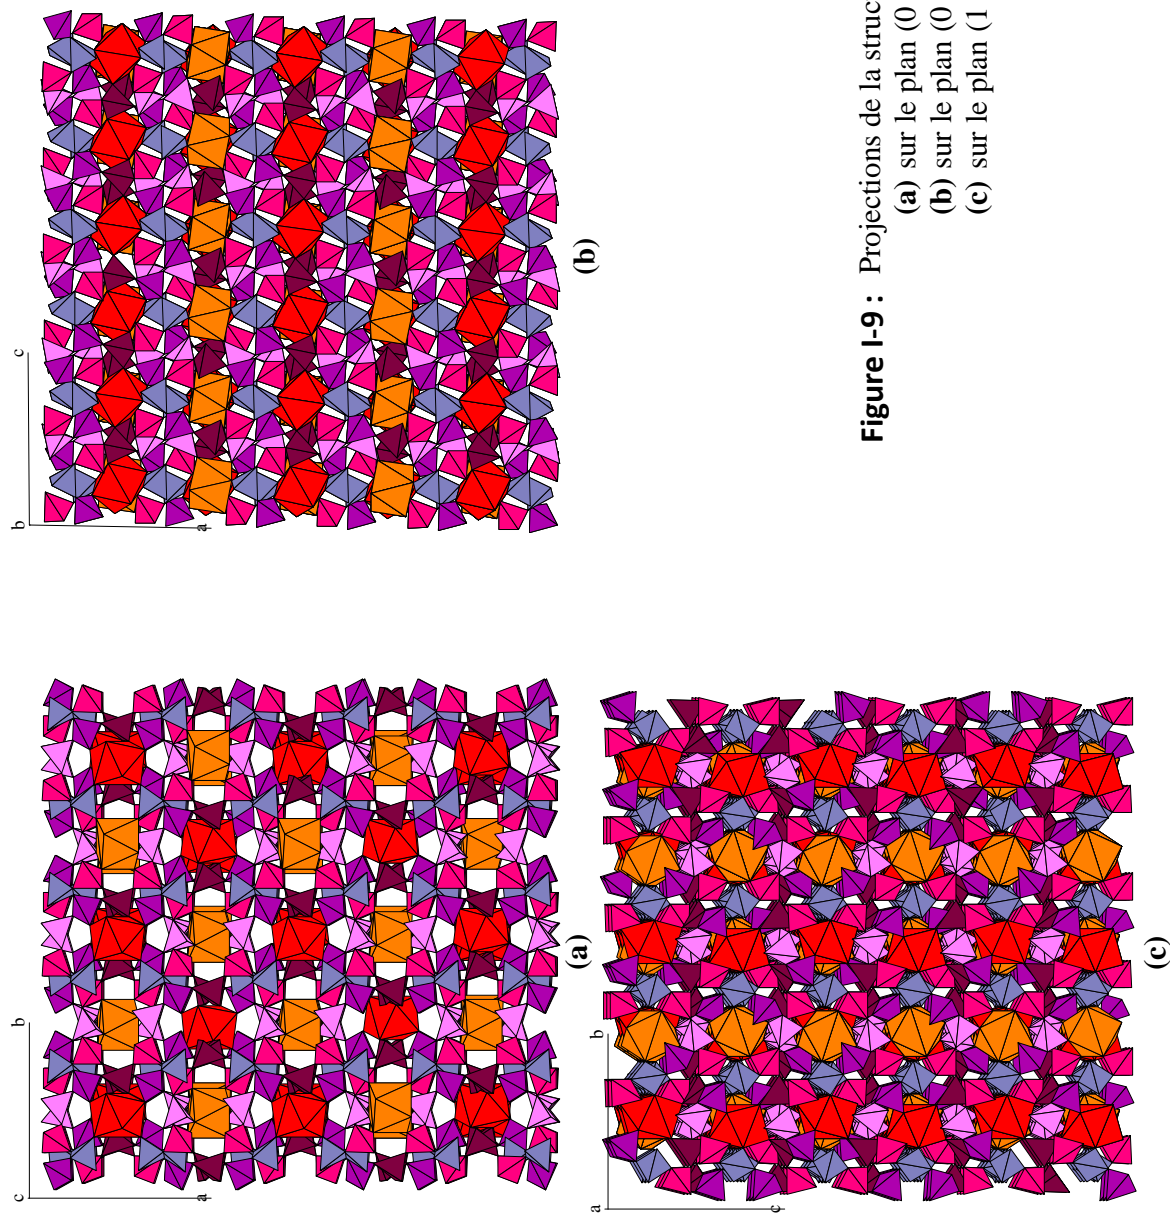 c
b
a
(a)
b
c
a
(b)
a
b
c
(c)
Figure I-9 : Projections de la struc
(a) sur le plan (0
(b) sur le plan (0
(c) sur le plan (1